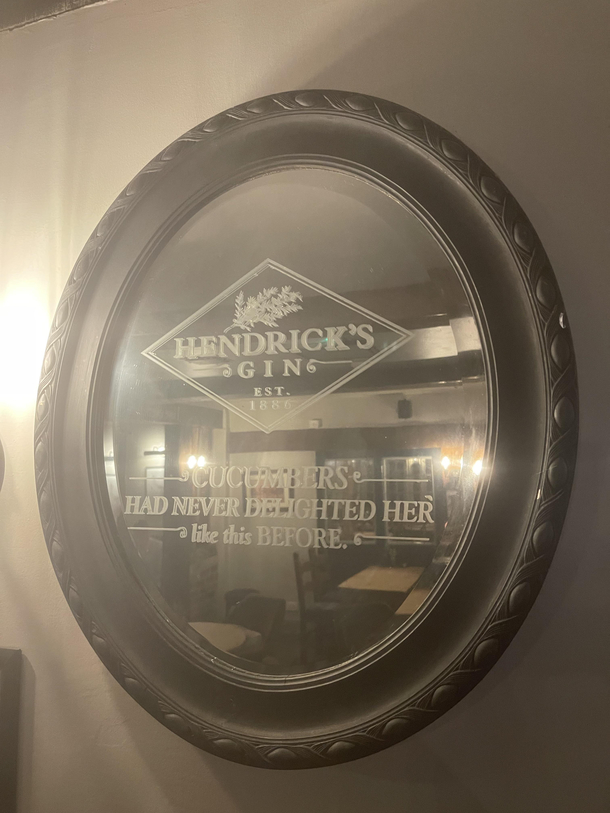 HENDRICK'S
GIN
EST.
1886
CUCUMBERS
HAD NEVER DELIGHTED HER
like this BEFORE.